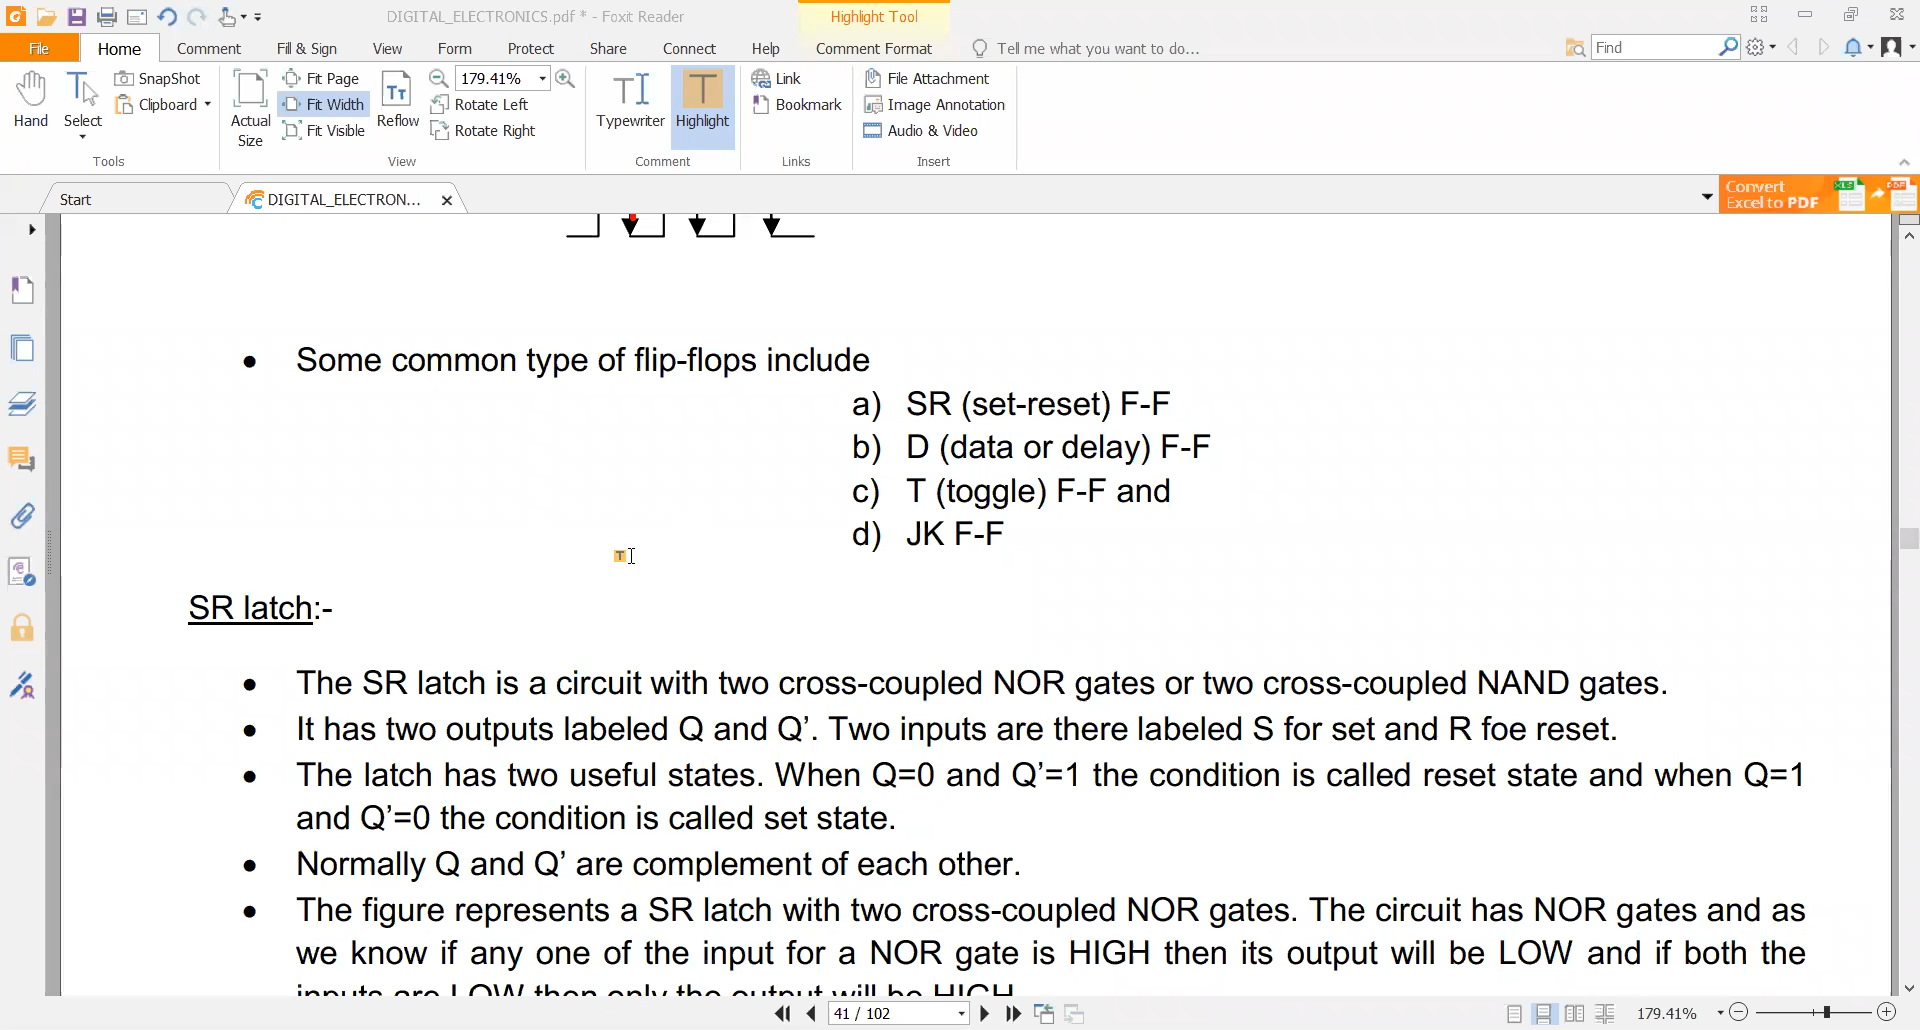 DIGITAL_ELECTRONICS.pdf * - Foxit Reader
Highlight Tool
File
Home
Comment
Fill & Sign
View
Form
Protect
Share
Connect
Help
Comment Format
Tell me what you want to do...
Find
Hand
Select
SnapShot
Clipboard
Tools
Actual
Size
Fit Page
Fit Width
Fit Visible
Reflow
179.41%
Rotate Left
Rotate Right
View
Typewriter
Highlight
Comment
Link
Bookmark
Links
File Attachment
Image Annotation
Audio & Video
Insert
Start
DIGITAL_ELECTRON...
Convert
Excel to PDF
• Some common type of flip-flops include
a) SR (set-reset) F-F
b) D (data or delay) F-F
c) T (toggle) F-F and
d) JK F-F
SR latch:-
• The SR latch is a circuit with two cross-coupled NOR gates or two cross-coupled NAND gates.
• It has two outputs labeled Q and Q’. Two inputs are there labeled S for set and R foe reset.
• The latch has two useful states. When Q=0 and Q’=1 the condition is called reset state and when Q=1
and Q’=0 the condition is called set state.
• Normally Q and Q’ are complement of each other.
• The figure represents a SR latch with two cross-coupled NOR gates. The circuit has NOR gates and as
we know if any one of the input for a NOR gate is HIGH then its output will be LOW and if both the
inputs are LOW then only the output will be HIGH
41 / 102
179.41%